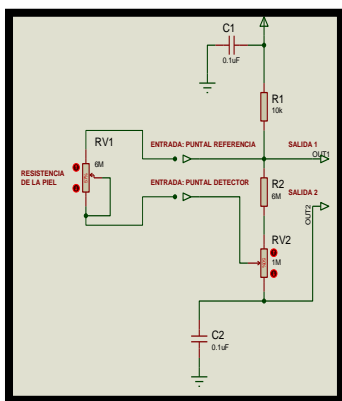 C1
0.1uF
R1
10k
RV1
6M
ENTRADA: PUNTAL REFERENCIA
SALIDA 1
OUT1
RESISTENCIA
DE LA PIEL
ENTRADA: PUNTAL DETECTOR
R2
6M
SALIDA 2
OUT2
RV2
1M
C2
0.1uF